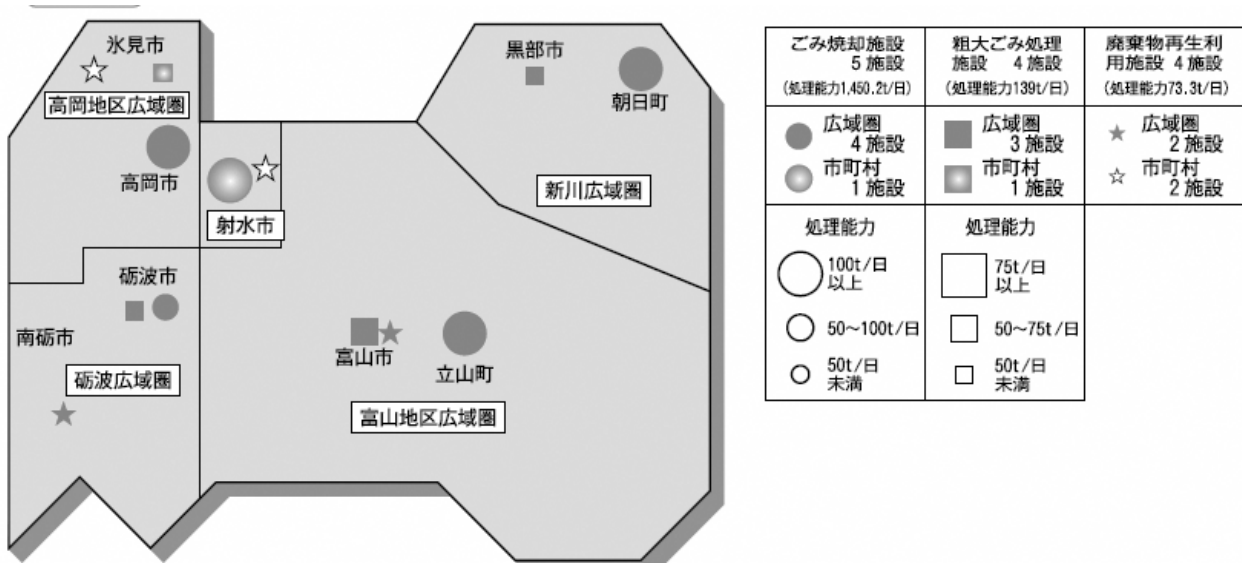 氷見市
高岡地区広域圏
高岡市
射水市
砺波市
南砺市
砺波広域圏
黒部市
朝日町
新川広域圏
富山市
立山町
富山地区広域圏
ごみ焼却施設
5施設
(処理能力1,450.2t/日)
粗大ごみ処理
施設 4施設
(処理能力139t/日)
廃棄物再生利
用施設 4施設
(処理能力73.3t/日)
広域圏
4施設
市町村
1施設
広域圏
3施設
市町村
1施設
広域圏
2施設
市町村
2施設
処理能力
100t/日
以上
50~100t/日
50t/日
未満
処理能力
75t/日
以上
50~75t/日
50t/日
未満